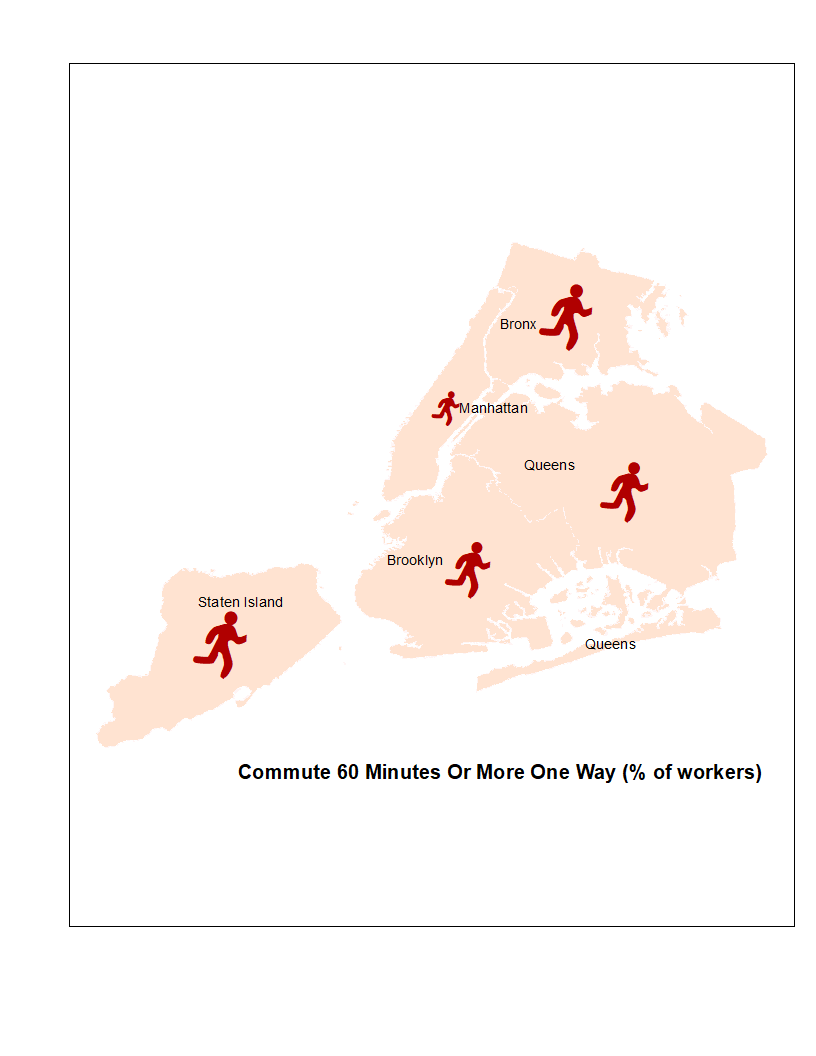 Bronx
Manhattan
Queens
Brooklyn
Staten Island
Queens
Commute 60 Minutes Or More One Way (% of workers)